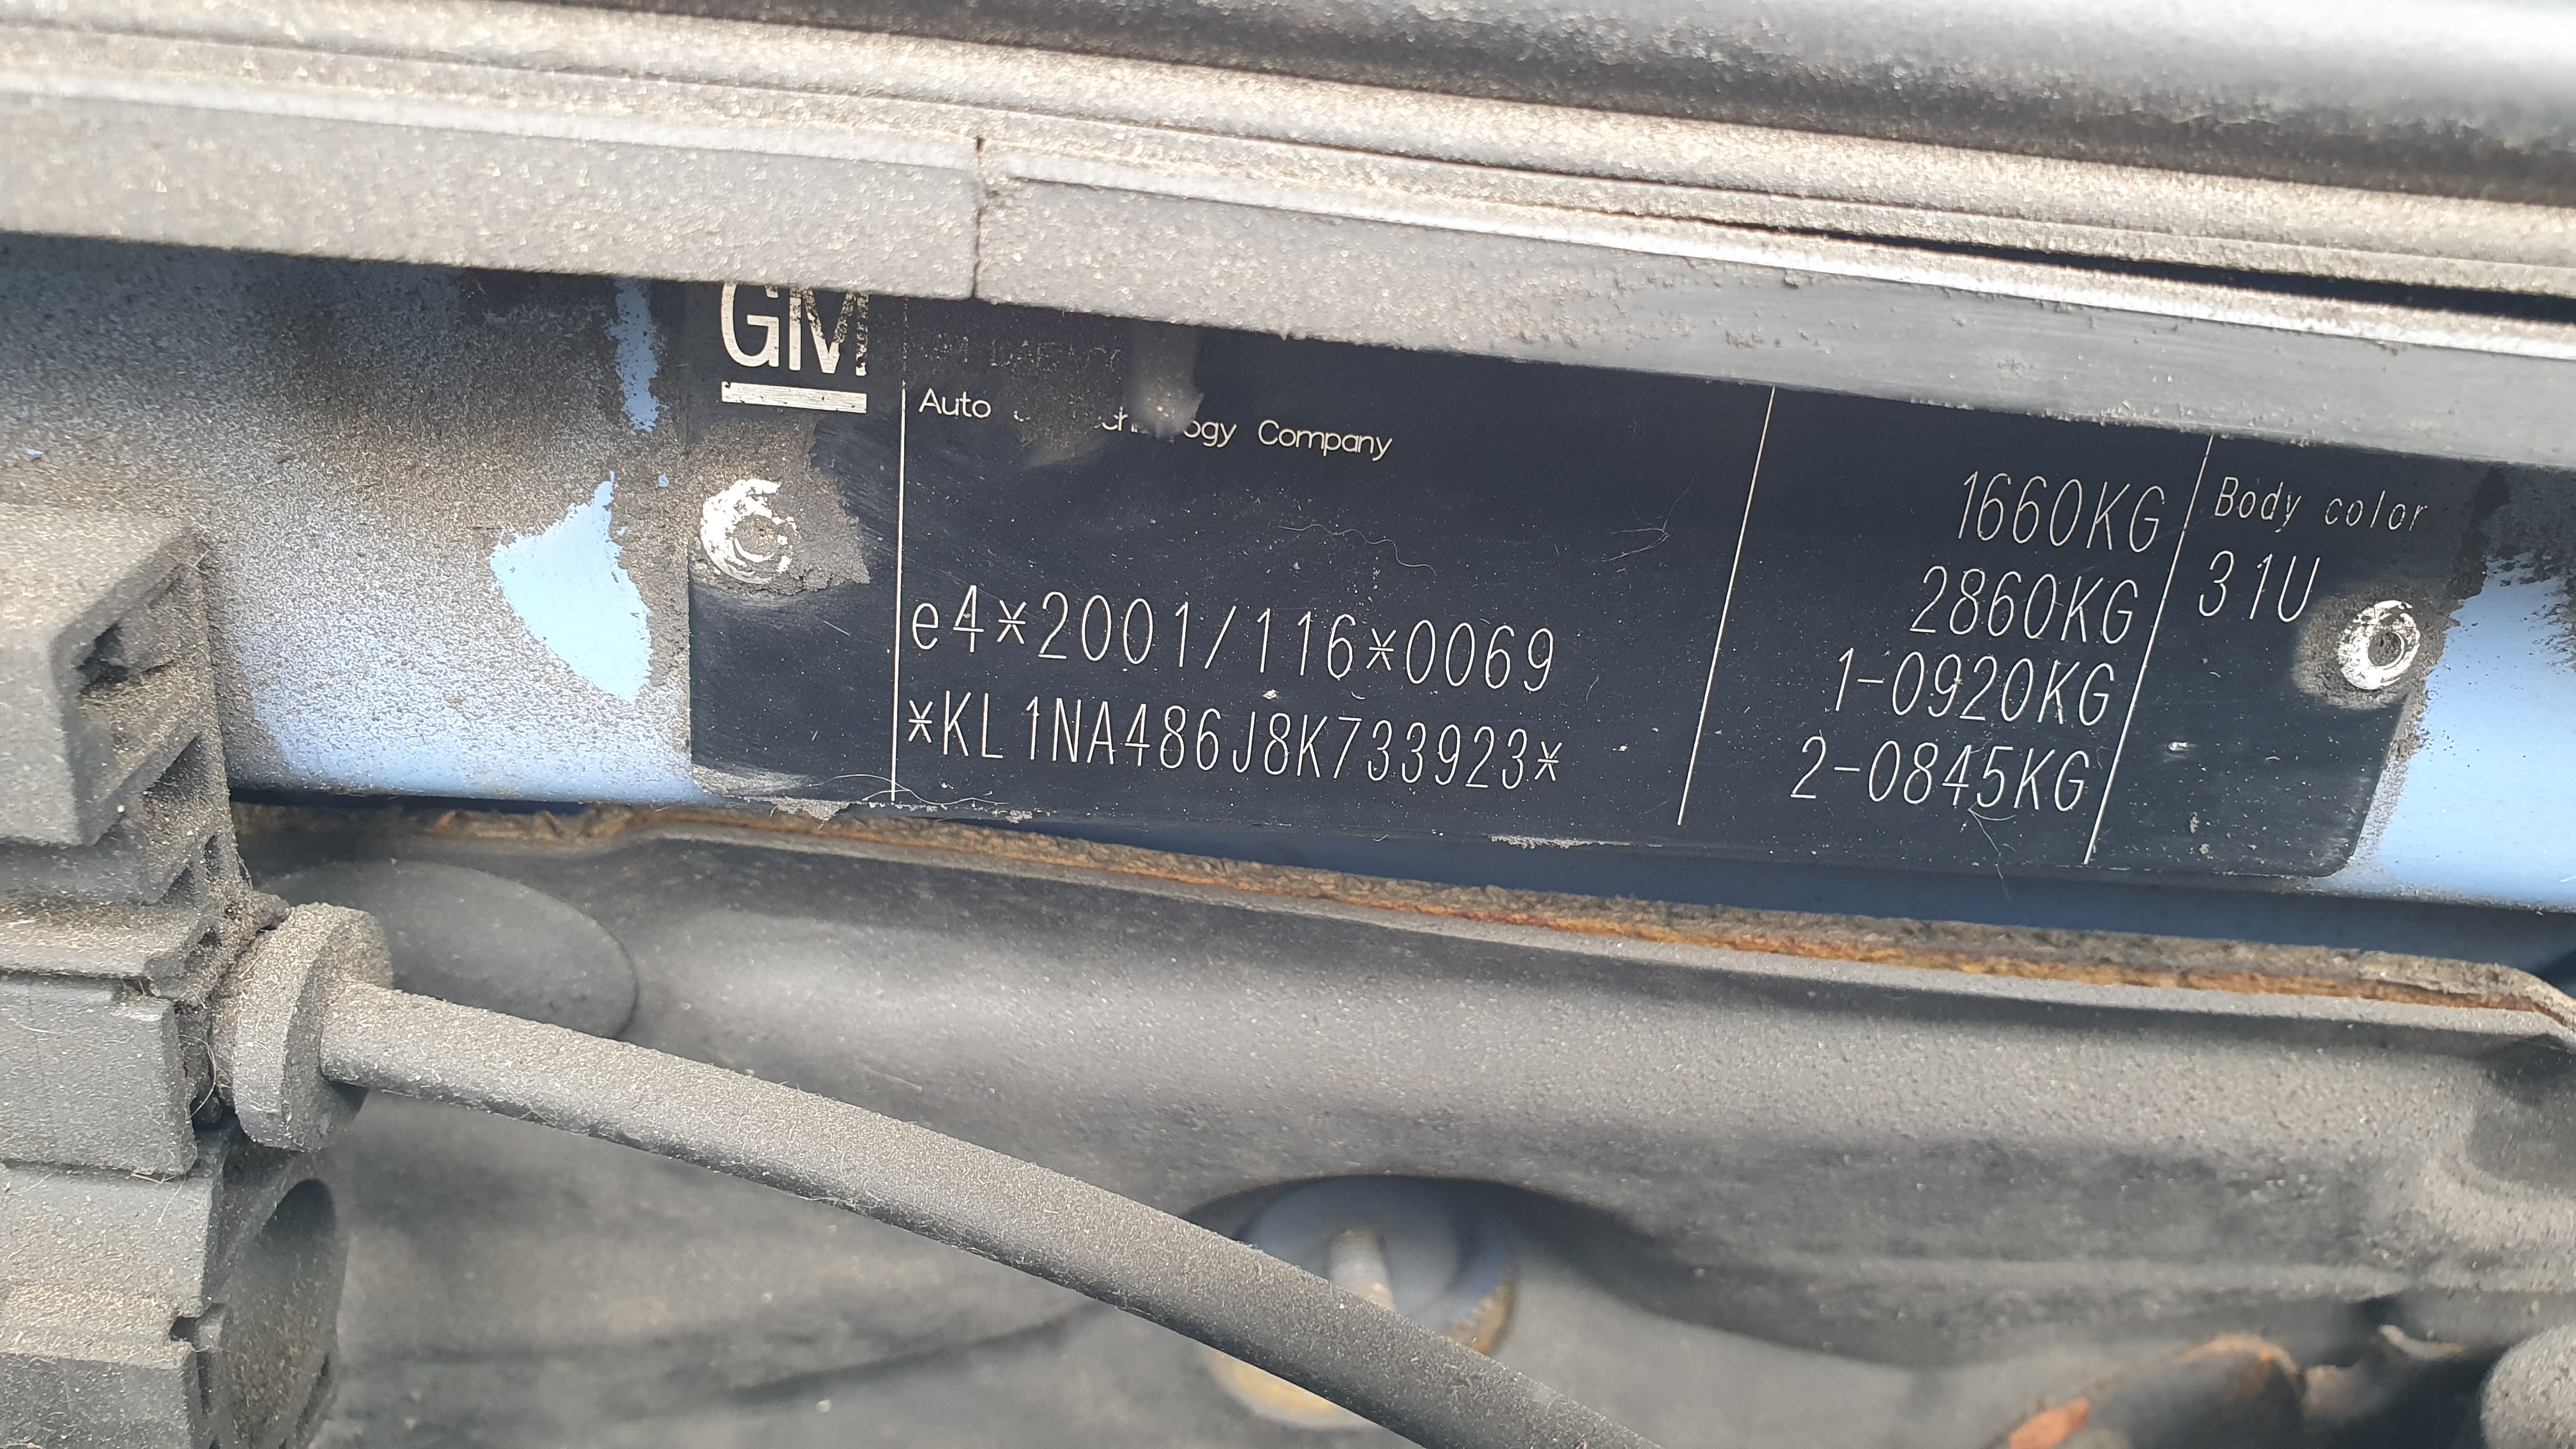 GM
Auto
Company
e4*2001/116*0069
*KL1NA486J8K733923*
1660KG
2860KG
1-0920KG
2-0845KG
Body color
31U